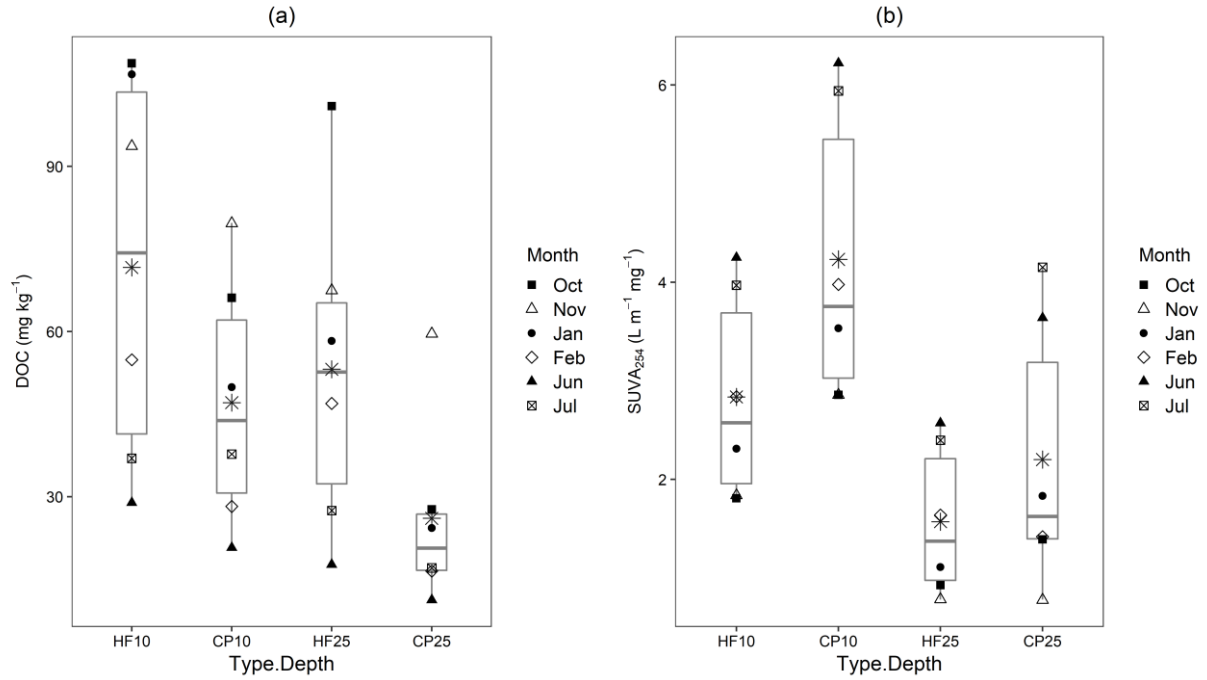 (a)
90
60
30
DOC (mg kg⁻¹)
HF10 CP10 HF25 CP25
Type.Depth
Month
Oct
Nov
Jan
Feb
Jun
Jul
(b)
6
4
2
SUVA₂₅₄ (L m⁻¹ mg⁻¹)
HF10 CP10 HF25 CP25
Type.Depth
Month
Oct
Nov
Jan
Feb
Jun
Jul